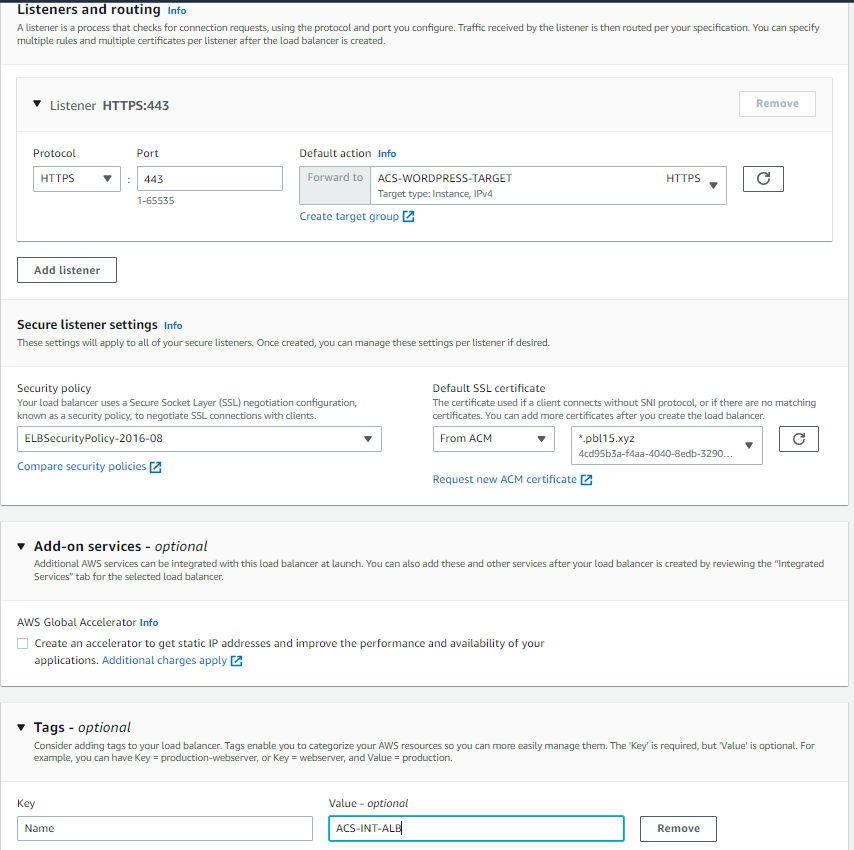 Listeners and routing Info
A listener is a process that checks for connection requests, using the protocol and port you configure. Traffic received by the listener is then routed per your specification. You can specify
multiple rules and multiple certificates per listener after the load balancer is created.
Listener HTTPS:443
Remove
Protocol Port Default action Info
HTTPS : 443 Forward to ACS-WORDPRESS-TARGET HTTPS
Target type: Instance, IPv4
1-65535
Create target group
Add listener
Secure listener settings Info
These settings will apply to all of your secure listeners. Once created, you can manage these settings per listener if desired.
Security policy
Your load balancer uses a Secure Socket Layer (SSL) negotiation configuration,
known as a security policy, to negotiate SSL connections with clients.
ELBSecurityPolicy-2016-08
Compare security policies
Default SSL certificate
The certificate used if a client connects without SNI protocol, or if there are no matching
certificates. You can add more certificates after you create the load balancer.
From ACM
*.pbl15.xyz
4cd95b3a-f4aa-4040-8edb-3290...
Request new ACM certificate
Add-on services - optional
Additional AWS services can be integrated with this load balancer at launch. You can also add these and other services after your load balancer is created by reviewing the “Integrated
Services” tab for the selected load balancer.
AWS Global Accelerator Info
Create an accelerator to get static IP addresses and improve the performance and availability of your
applications. Additional charges apply
Tags - optional
Consider adding tags to your load balancer. Tags enable you to categorize your AWS resources so you can more easily manage them. The 'Key' is required, but 'Value' is optional. For
example, you can have Key = production-webserver, or Key = webserver, and Value = production.
Key Value - optional
Name ACS-INT-ALB Remove